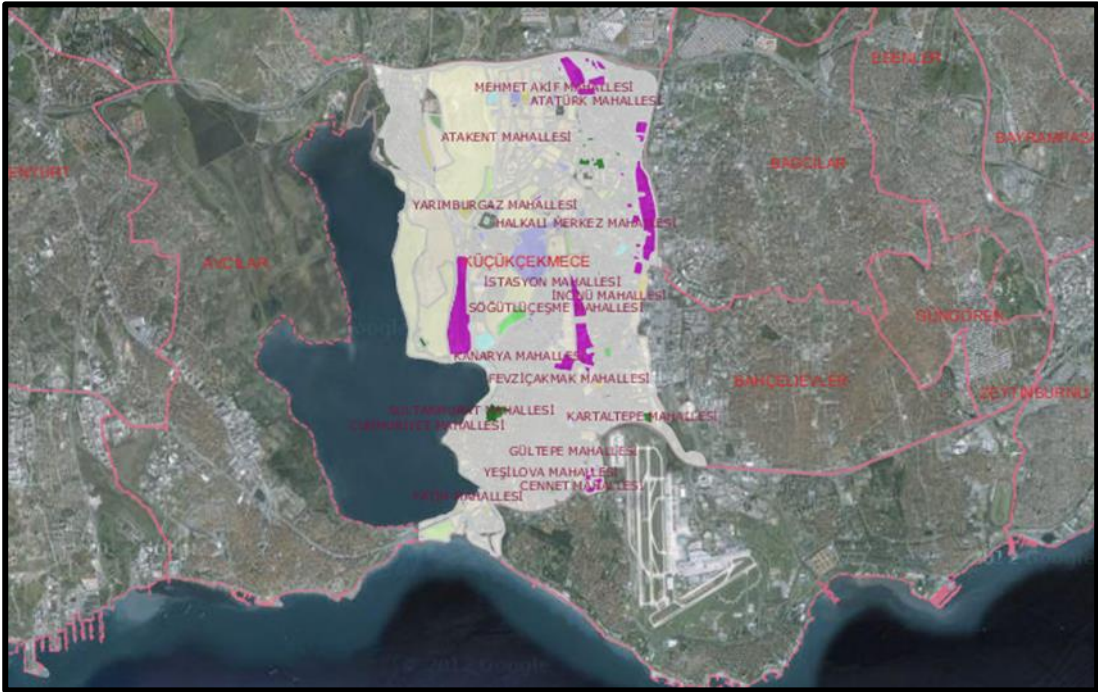 ESENLER
MEHMET AKİF MAHALLESİ
ATATÜRK MAHALLESİ
ATAKENT MAHALLESİ
BAYRAMPAŞA
BAĞCILAR
YARIMBURGAZ MAHALLESİ
HALKALI MERKEZ MAHALLESİ
AVCILAR
KÜÇÜKÇEKMECE
İSTASYON MAHALLESİ
İNÖNÜ MAHALLESİ
SÖĞÜTLÜÇEŞME MAHALLESİ
GÜNGÖREN
KANARYA MAHALLESİ
FEVZİÇAKMAK MAHALLESİ
BAHÇELİEVLER
ZEYTİNBURNU
SULTANMURAT MAHALLESİ
KARTALTEPE MAHALLESİ
CUMHURİYET MAHALLESİ
GÜLTEPE MAHALLESİ
YEŞİLOVA MAHALLESİ
CENNET MAHALLESİ
FATİH MAHALLESİ
© 2012 Google